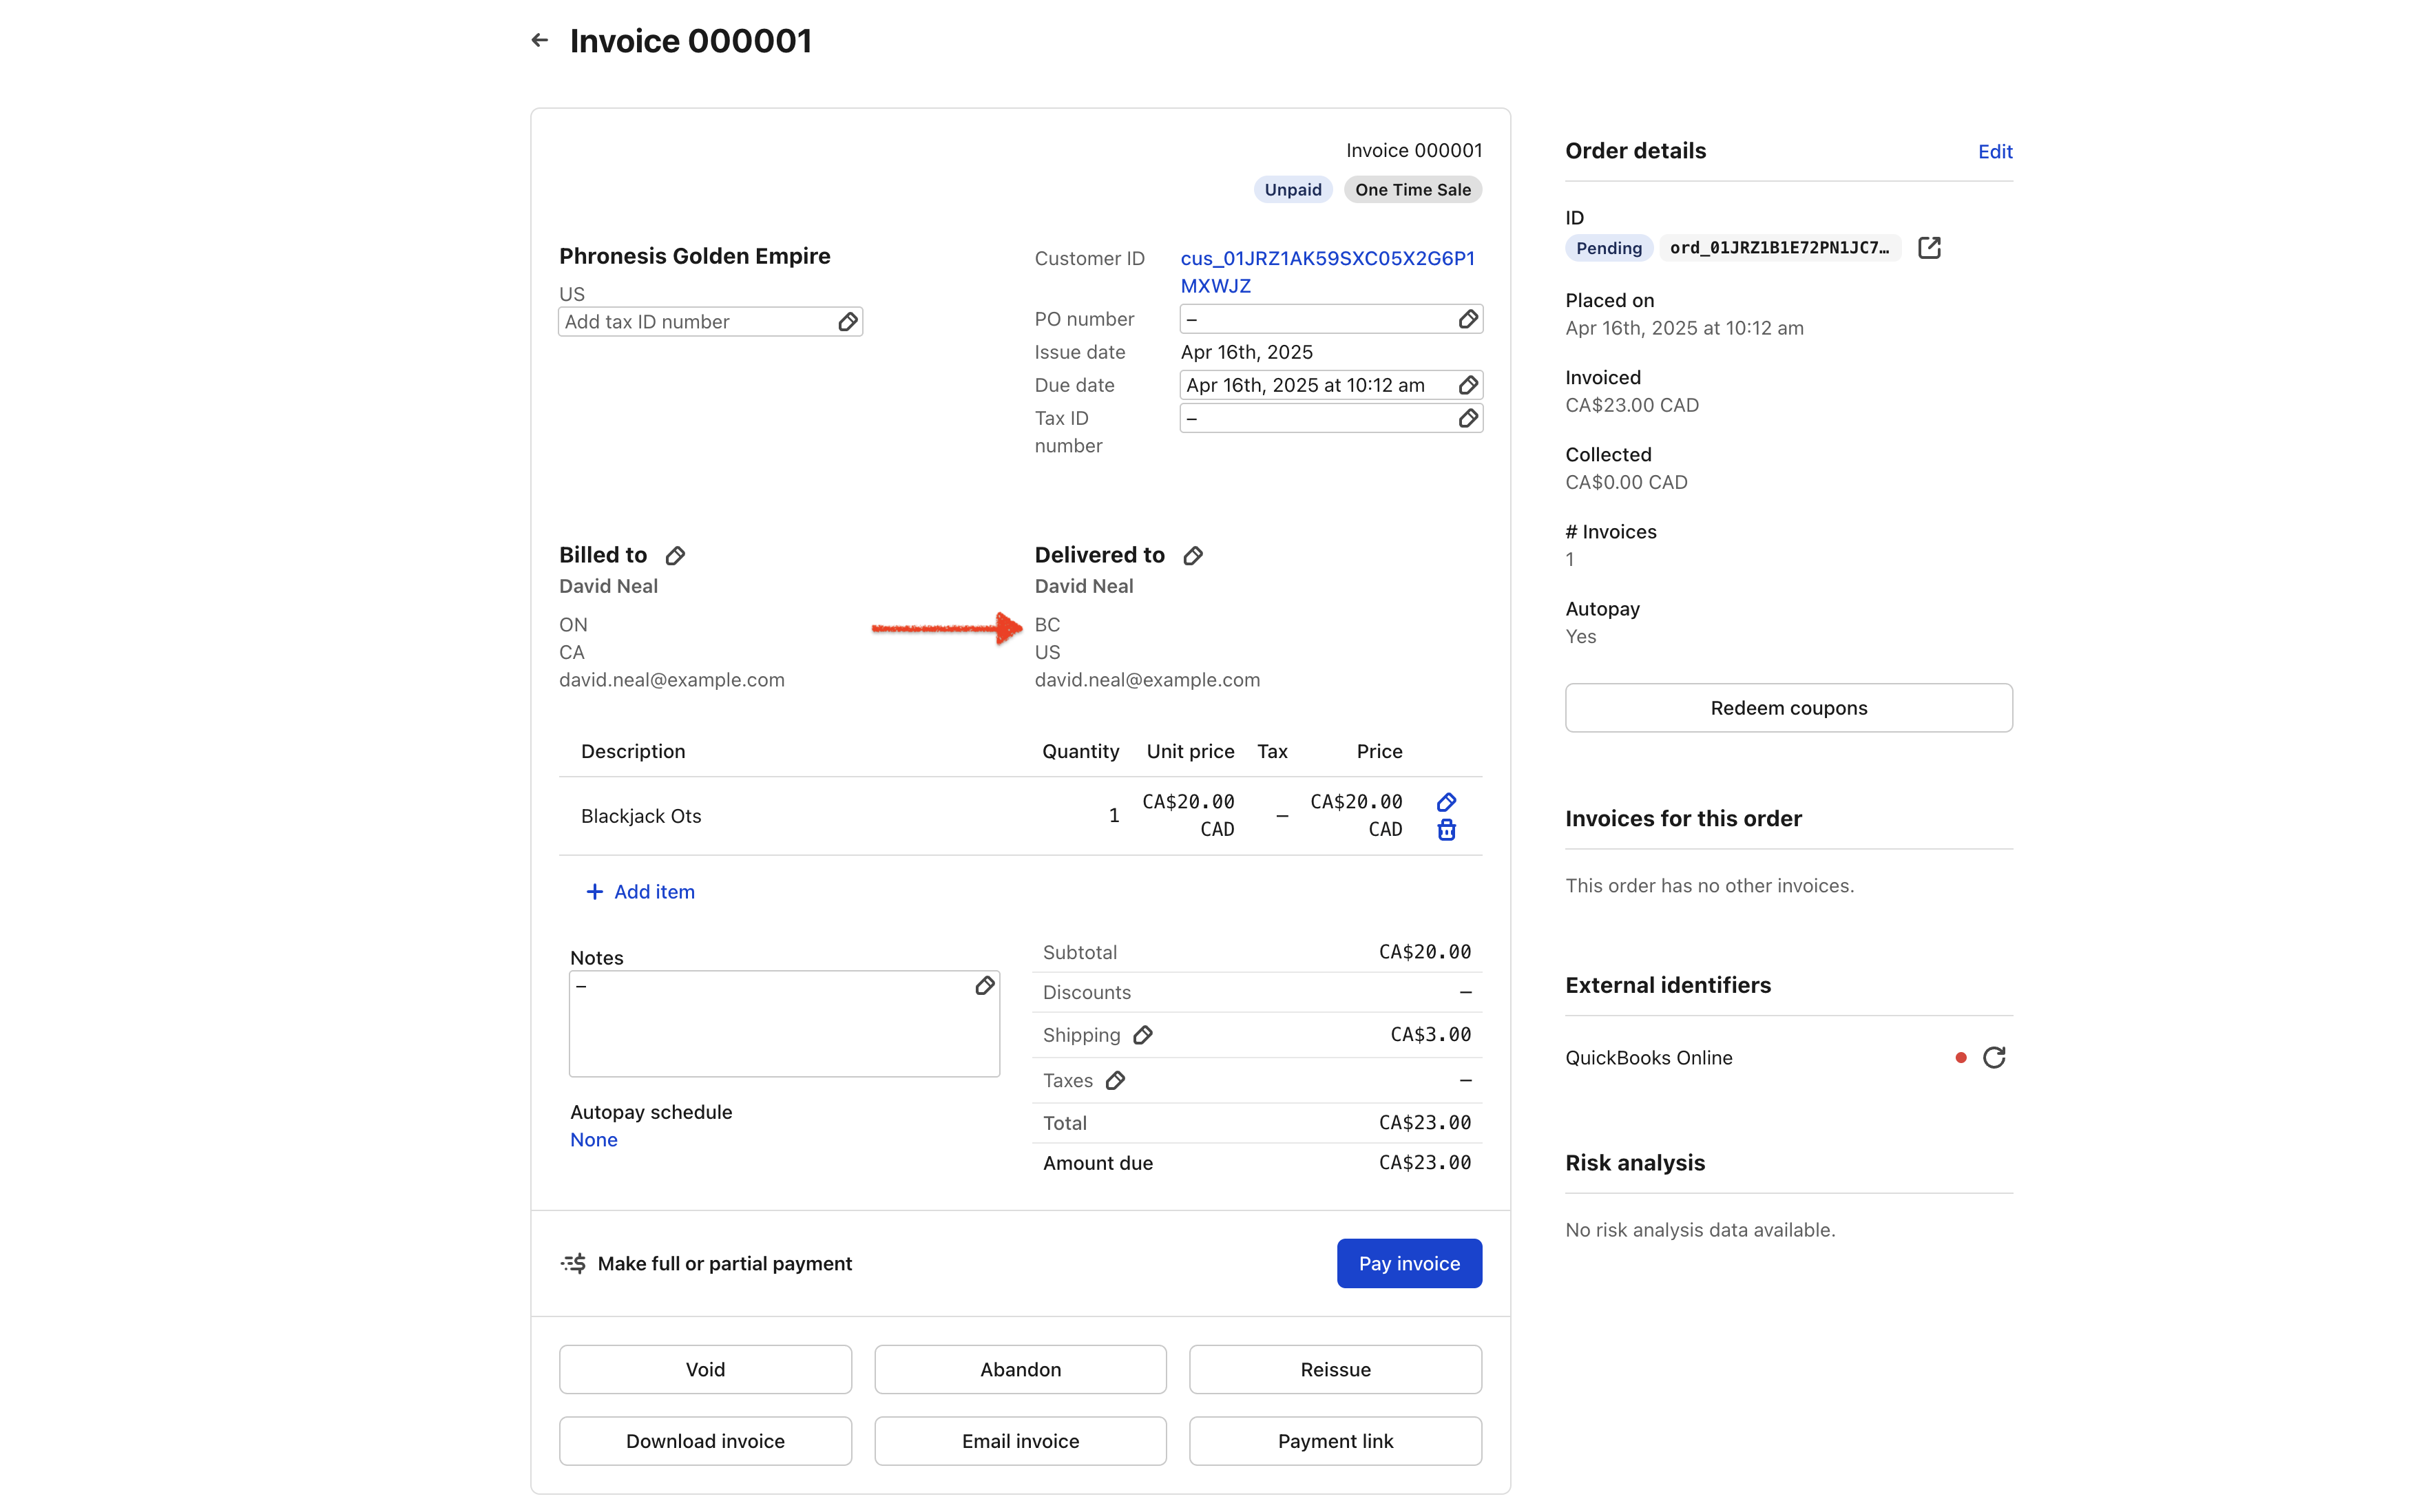 Invoice 000001
Invoice 000001
Unpaid One Time Sale
Phronesis Golden Empire
US
Add tax ID number
Customer ID cus_01JRZ1AK59SXC05X2G6P1
MXWJZ
PO number –
Issue date Apr 16th, 2025
Due date Apr 16th, 2025 at 10:12 am
Tax ID –
number
Billed to
David Neal
ON
CA
david.neal@example.com
Delivered to
David Neal
BC
US
david.neal@example.com
Description Quantity Unit price Tax Price
Blackjack Ots 1 CA$20.00 CAD – CA$20.00 CAD
+ Add item
Notes
–
Autopay schedule
None
Subtotal CA$20.00
Discounts –
Shipping CA$3.00
Taxes –
Total CA$23.00
Amount due CA$23.00
Make full or partial payment Pay invoice
Void Abandon Reissue
Download invoice Email invoice Payment link
Order details Edit
ID
Pending ord_01JRZ1B1E72PN1JC7…
Placed on
Apr 16th, 2025 at 10:12 am
Invoiced
CA$23.00 CAD
Collected
CA$0.00 CAD
# Invoices
1
Autopay
Yes
Redeem coupons
Invoices for this order
This order has no other invoices.
External identifiers
QuickBooks Online
Risk analysis
No risk analysis data available.